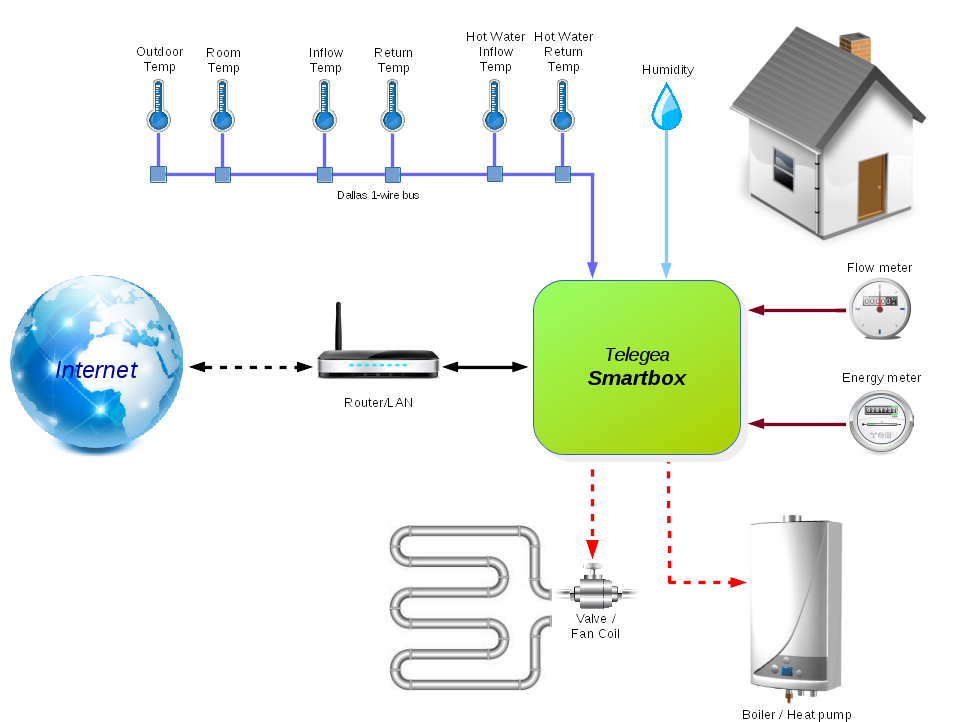 Outdoor
Temp
Room
Temp
Inflow
Temp
Return
Temp
Hot Water
Inflow
Temp
Hot Water
Return
Temp
Humidity
Dallas 1-wire bus
Flow meter
Internet
Router/LAN
Telegea
Smartbox
Energy meter
Valve /
Fan Coil
Boiler / Heat pump